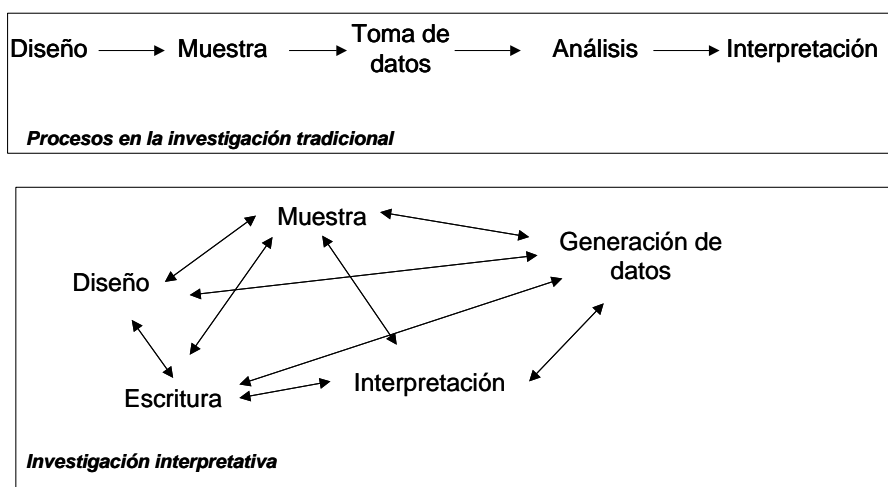 Diseño Muestra Toma de datos Análisis Interpretación
Procesos en la investigación tradicional
Muestra
Generación de datos
Diseño
Interpretación
Escritura
Investigación interpretativa